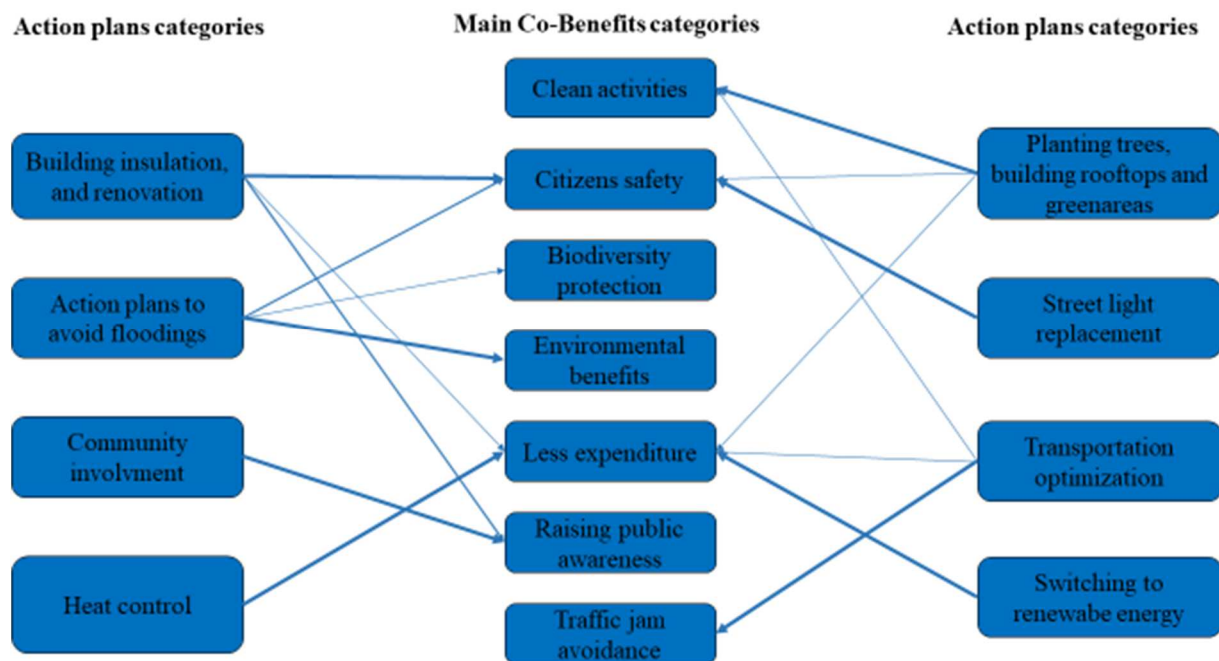 Action plans categories
Main Co-Benefits categories
Action plans categories
Building insulation,
and renovation
Action plans to
avoid floodings
Community
involvment
Heat control
Clean activities
Citizens safety
Biodiversity
protection
Environmental
benefits
Less expenditure
Raising public
awareness
Traffic jam
avoidance
Planting trees,
building rooftops and
greenareas
Street light
replacement
Transportation
optimization
Switching to
renewabe energy